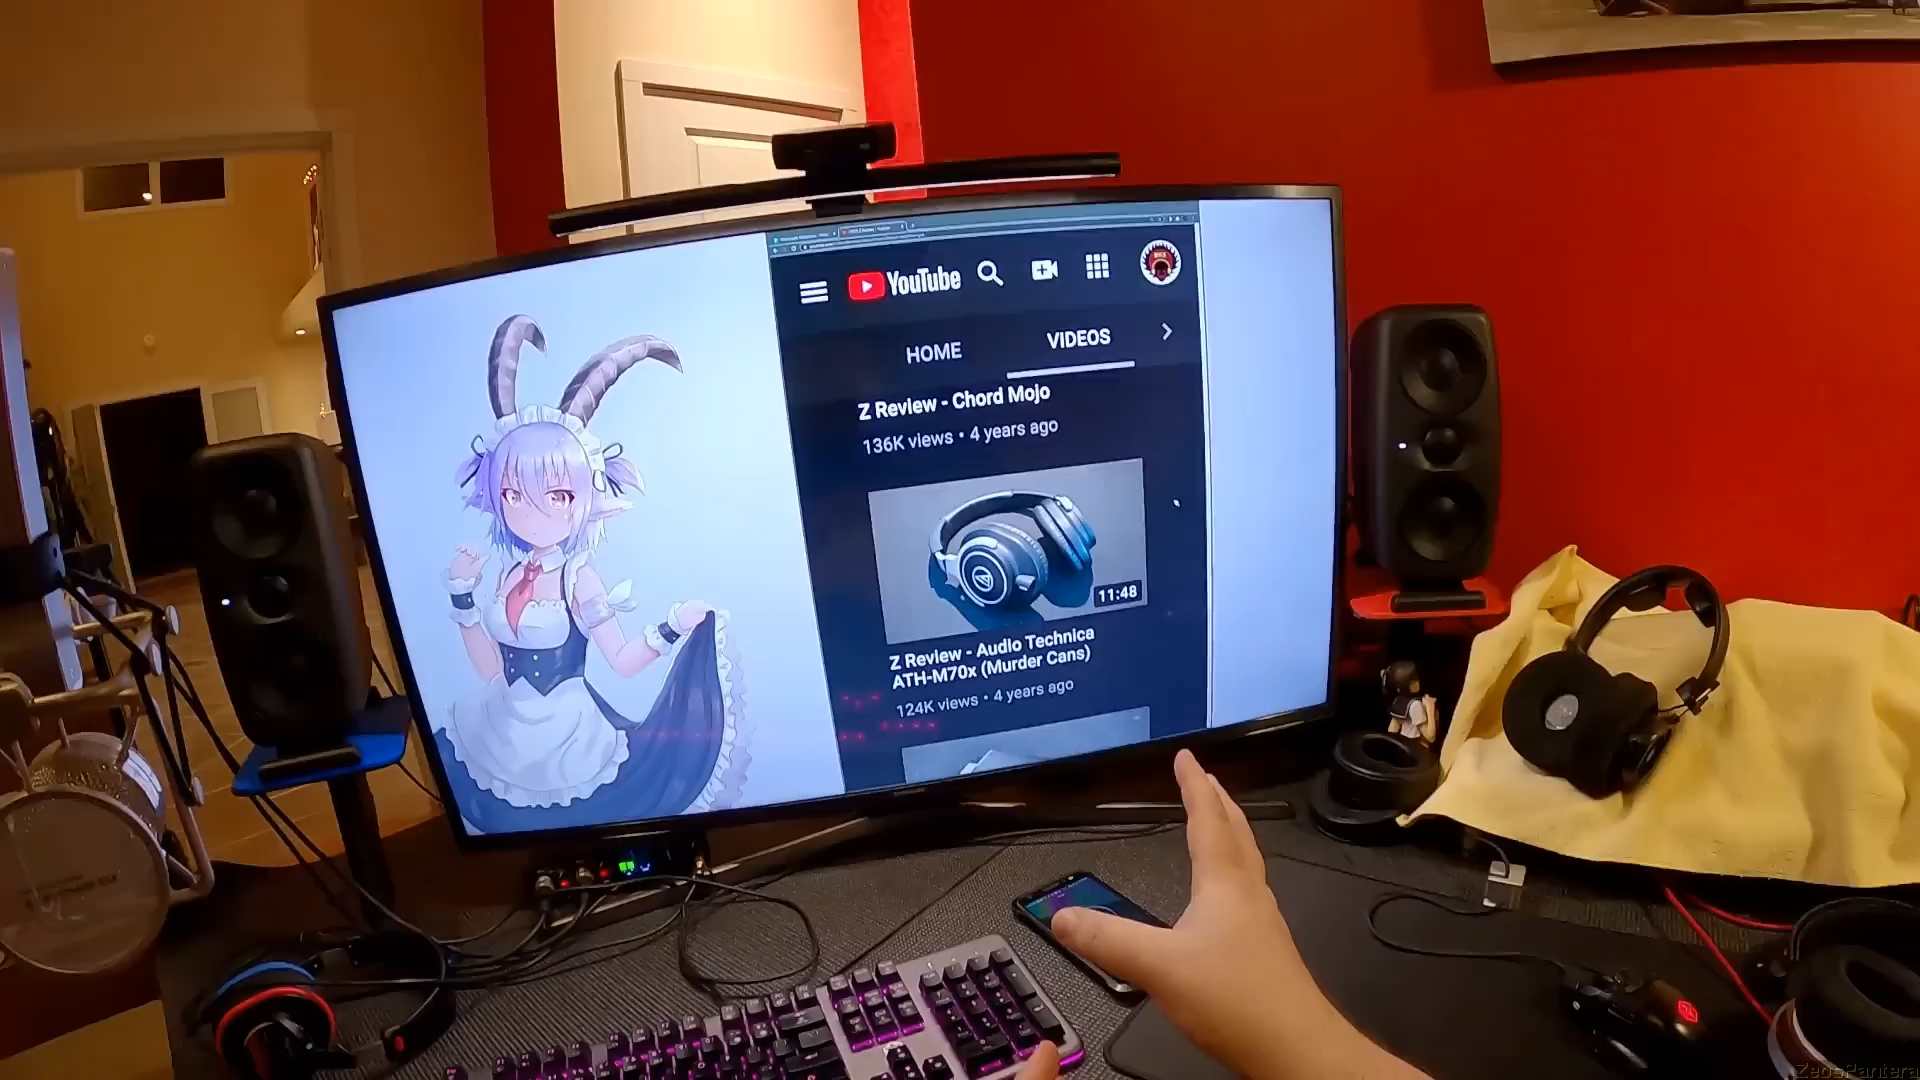 YouTube
HOME
VIDEOS
Z Review - Chord Mojo
136K views • 4 years ago
11:48
Z Review - Audio Technica
ATH-M70x (Murder Cans)
124K views • 4 years ago
ZeosPantera